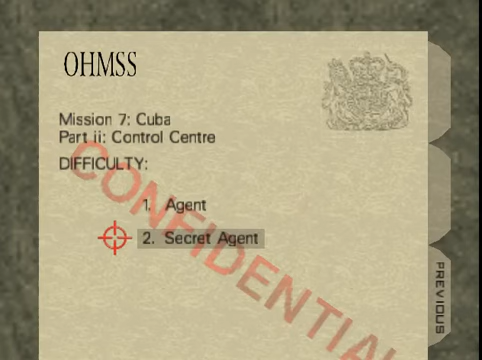 OHMSS
Mission 7: Cuba
Part ii: Control Centre
DIFFICULTY:
1. Agent
2. Secret Agent
CONFIDENTIAL
PREVIOUS